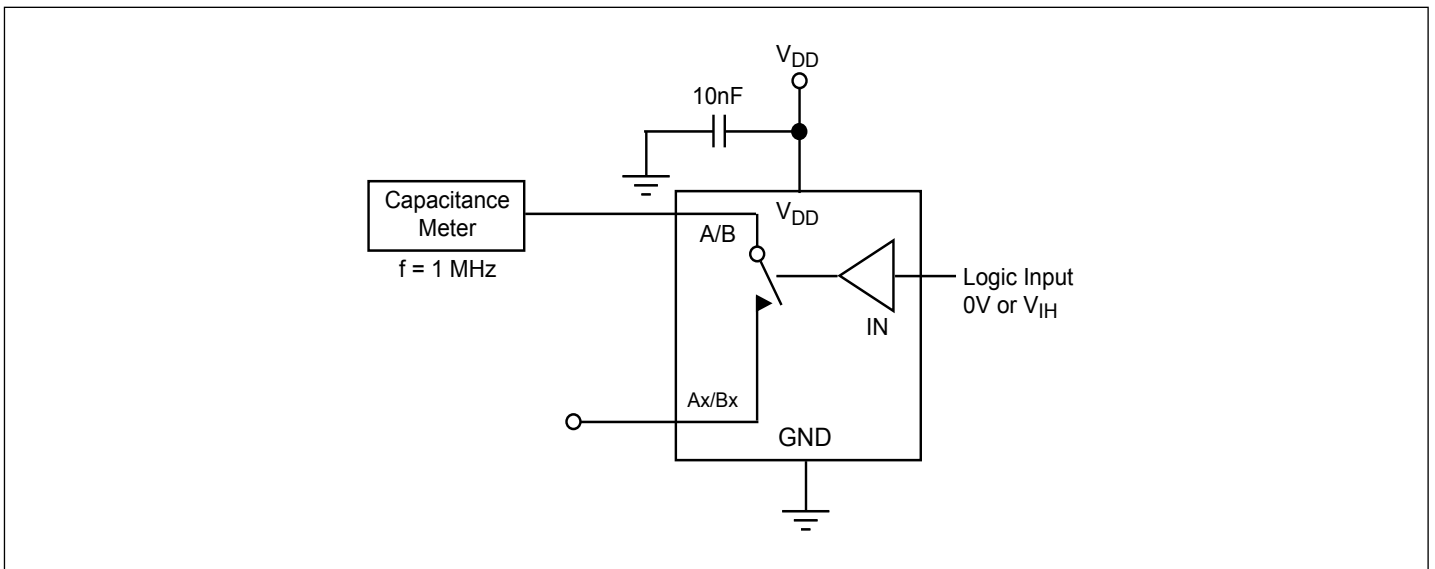 V_DD
10nF
Capacitance
Meter
f = 1 MHz
V_DD
A/B
Logic Input
0V or V_IH
IN
Ax/Bx
GND